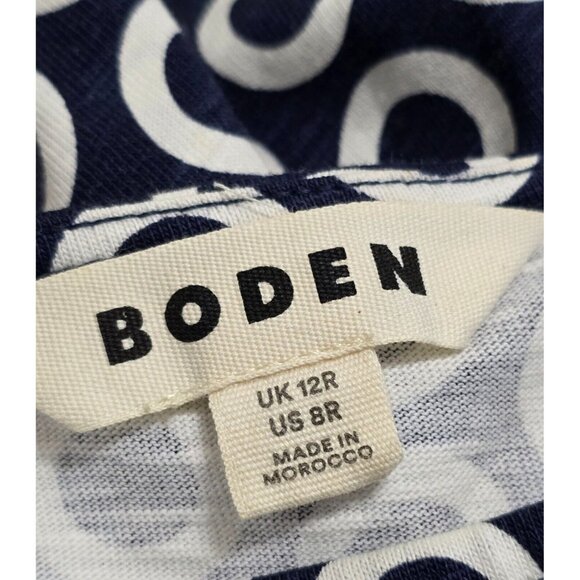 BODEN
UK 12R
US 8R
MADE IN
MOROCCO